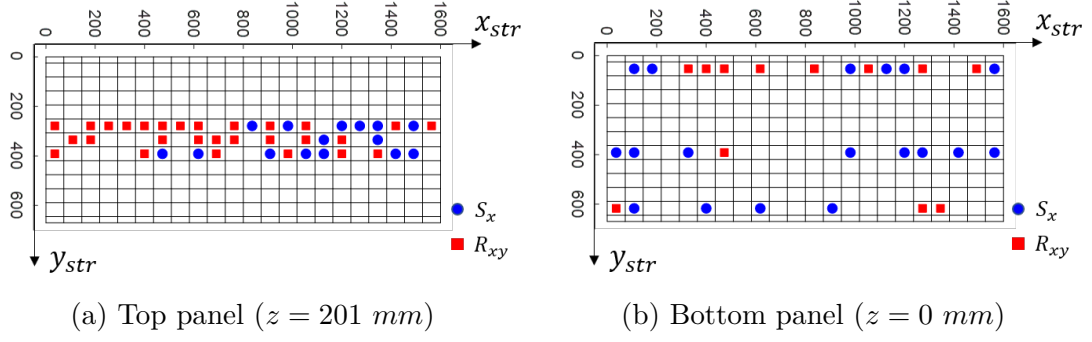 0 200 400 600 800 1000 1200 1400 1600 x_str
0
200
400
600
S_x
R_xy
y_str
(a) Top panel (z = 201 mm)
0 200 400 600 800 1000 1200 1400 1600 x_str
0
200
400
600
S_x
R_xy
y_str
(b) Bottom panel (z = 0 mm)